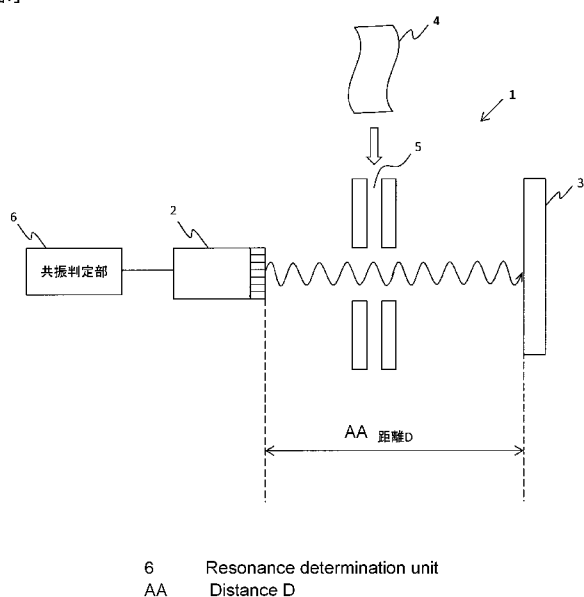 4
1
5
3
2
6
共振判定部
AA 距離D
6 Resonance determination unit
AA Distance D